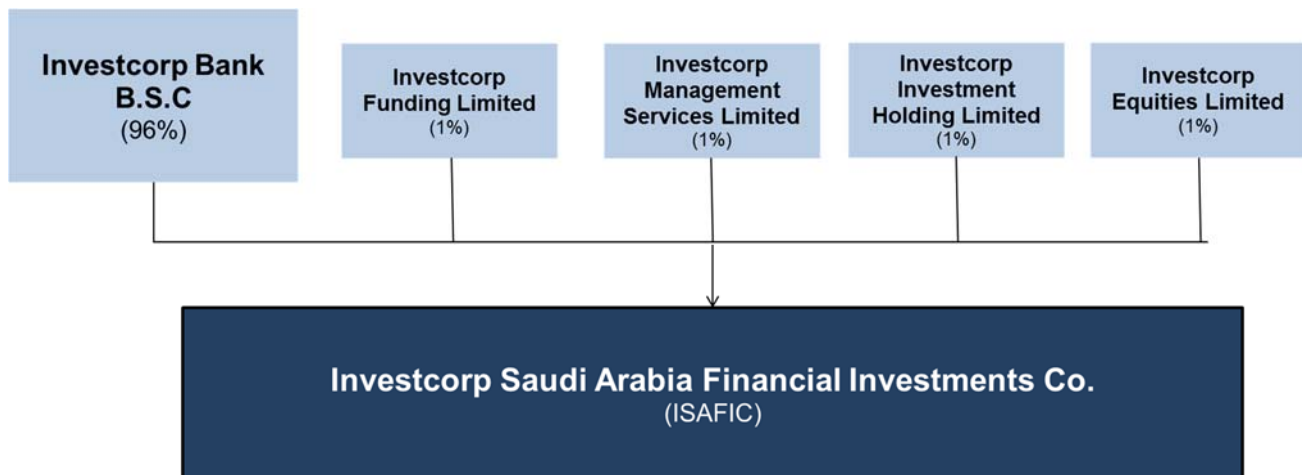 Investcorp Bank
B.S.C
(96%)
Investcorp
Funding Limited
(1%)
Investcorp
Management
Services Limited
(1%)
Investcorp
Investment
Holding Limited
(1%)
Investcorp
Equities Limited
(1%)
Investcorp Saudi Arabia Financial Investments Co.
(ISAFIC)